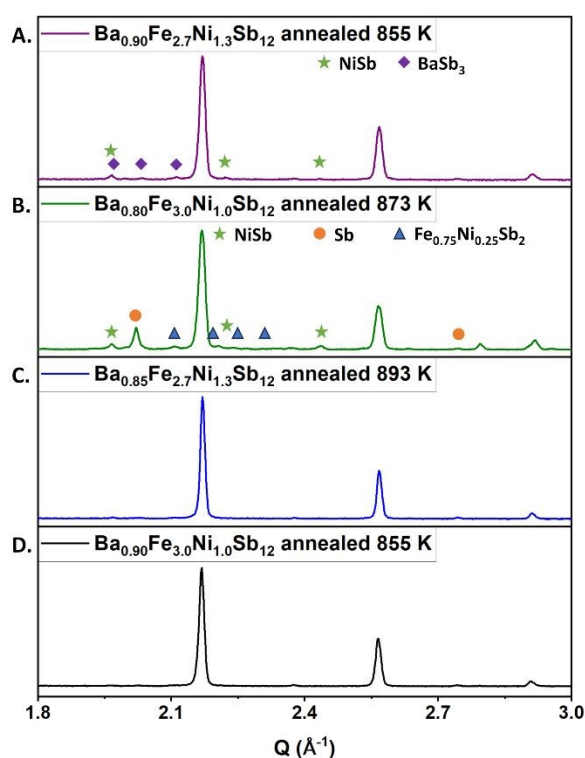 A.
Ba0.90Fe2.7Ni1.3Sb12 annealed 855 K
NiSb
BaSb3
B.
Ba0.80Fe3.0Ni1.0Sb12 annealed 873 K
NiSb
Sb
Fe0.75Ni0.25Sb2
C.
Ba0.85Fe2.7Ni1.3Sb12 annealed 893 K
D.
Ba0.90Fe3.0Ni1.0Sb12 annealed 855 K
1.8 2.1 2.4 2.7 3.0
Q (Å-1)